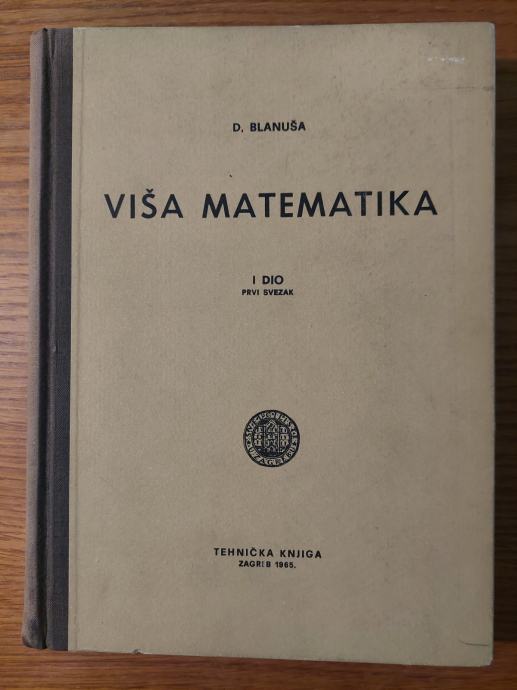 D. BLANUŠA
VIŠA MATEMATIKA
I DIO
PRVI SVEZAK
TEHNIČKA KNJIGA
ZAGREB 1965.